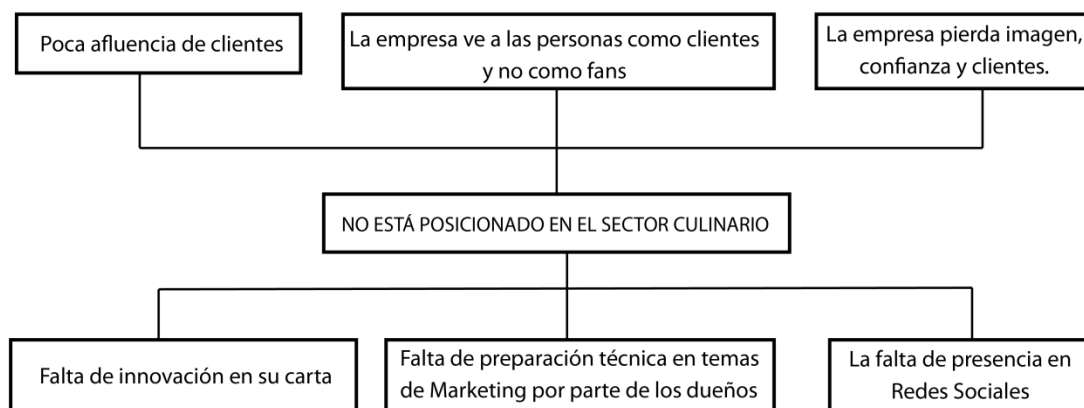 Poca afluencia de clientes
La empresa ve a las personas como clientes
y no como fans
La empresa pierda imagen,
confianza y clientes.
NO ESTÁ POSICIONADO EN EL SECTOR CULINARIO
Falta de innovación en su carta
Falta de preparación técnica en temas
de Marketing por parte de los dueños
La falta de presencia en
Redes Sociales